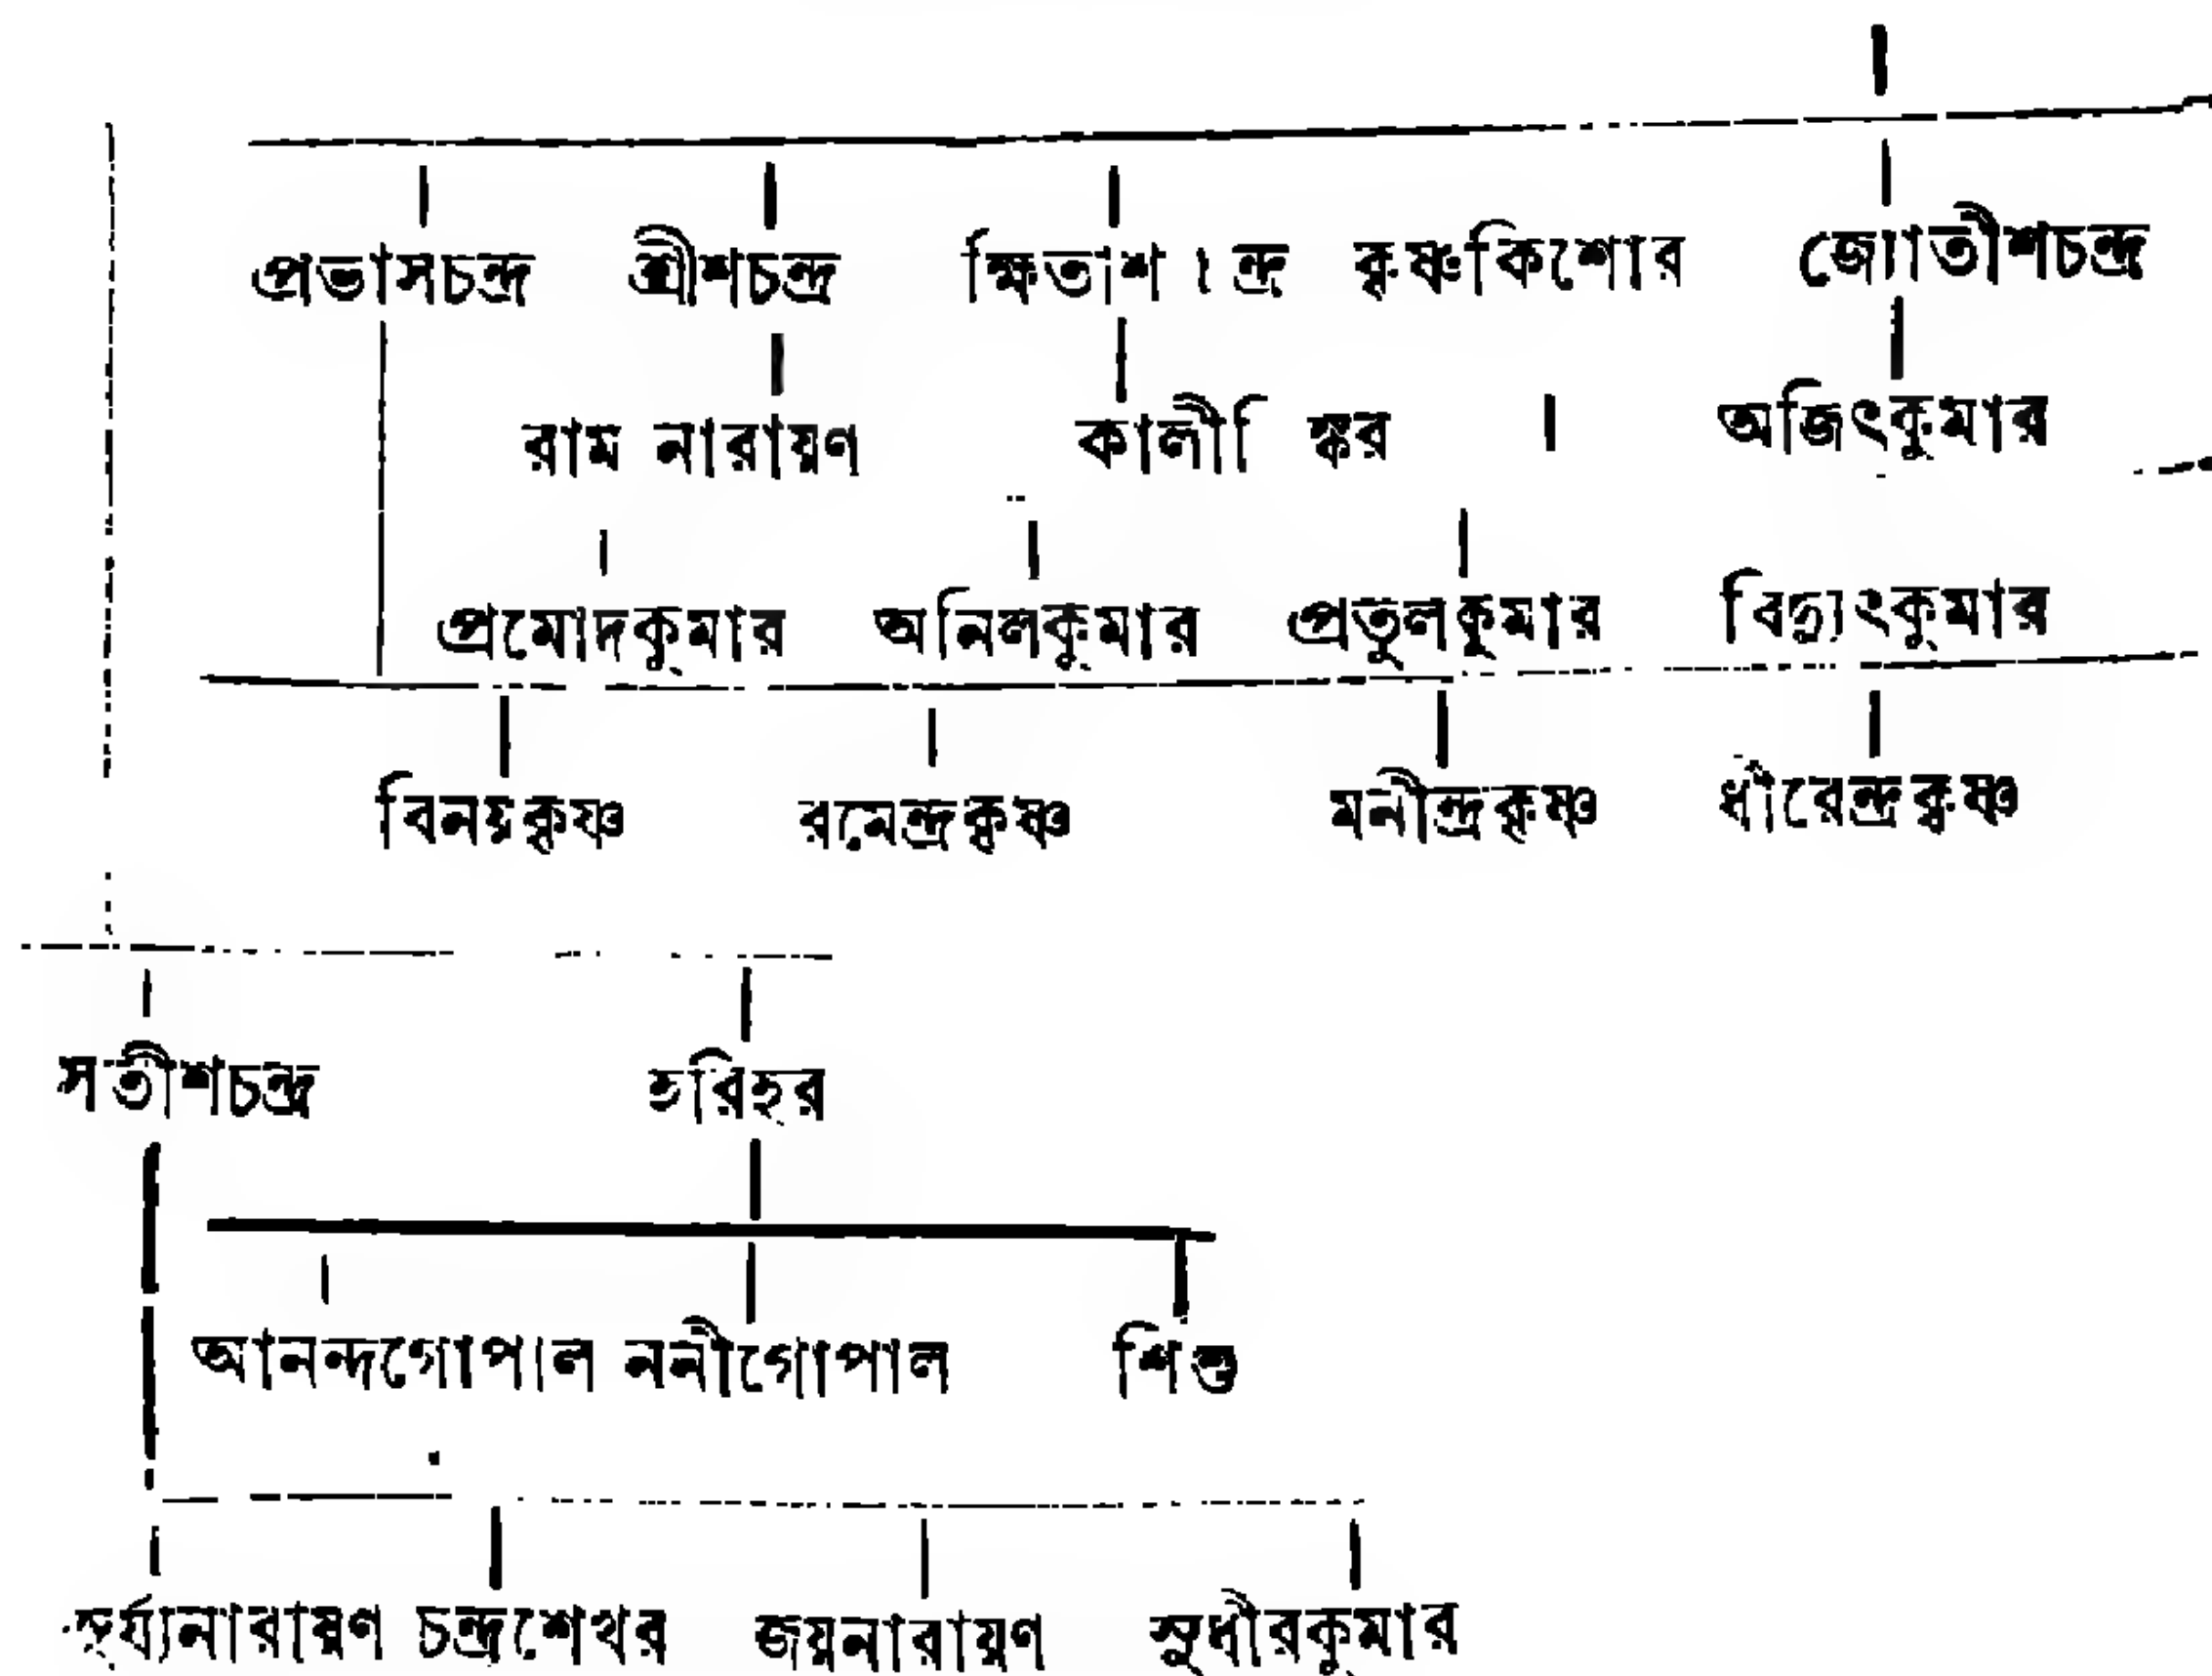 প্রভাসচন্দ্র শ্রীশচন্দ্র কৃষ্ণকিশোর জ্যোতীশচন্দ্র
রাম নারায়ণ অজিৎকুমার
প্রমোদকুমার অনিলকুমার প্রতুলকুমার বিদ্যুৎকুমার
বিনয়কৃষ্ণ রমেন্দ্রকৃষ্ণ মনীন্দ্রকৃষ্ণ ধীরেন্দ্রকৃষ্ণ
সতীশচন্দ্র হরিহর
আনন্দগোপাল ননীগোপাল শিশু
সূর্য্যনারায়ণ চন্দ্রশেখর জয়নারায়ণ সুধীরকুমার